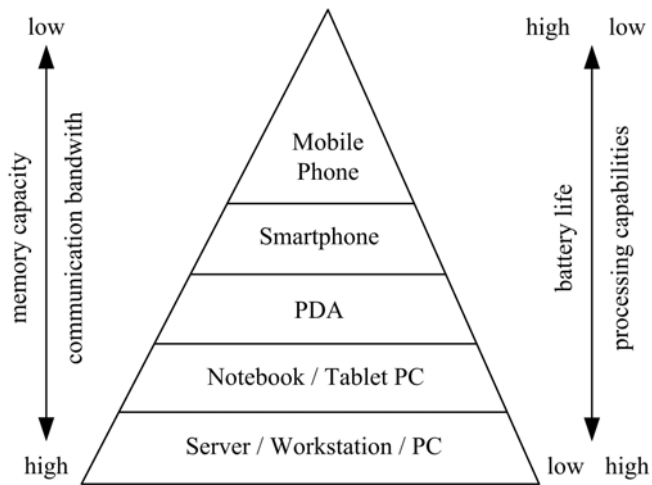 low
high low
Mobile
Phone
Smartphone
PDA
Notebook / Tablet PC
Server / Workstation / PC
high
low high
memory capacity
communication bandwith
battery life
processing capabilities